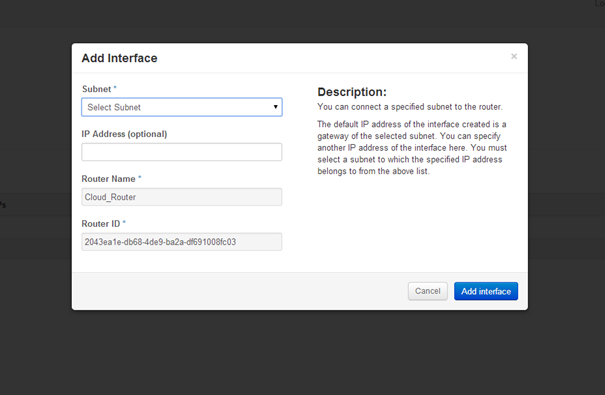 Add Interface ×
Subnet *
Select Subnet
IP Address (optional)
Router Name *
Cloud_Router
Router ID *
2043ea1e-db68-4de9-ba2a-df691008fc03
Description:
You can connect a specified subnet to the router.
The default IP address of the interface created is a
gateway of the selected subnet. You can specify
another IP address of the interface here. You must
select a subnet to which the specified IP address
belongs to from the above list.
Cancel
Add interface